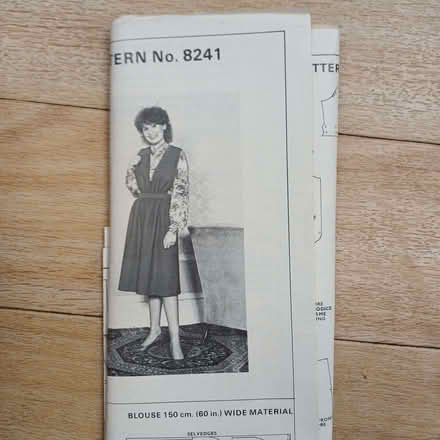 TERN No. 8241
TTER
BLOUSE 150 cm. (60 in.) WIDE MATERIAL
SELVEDGES